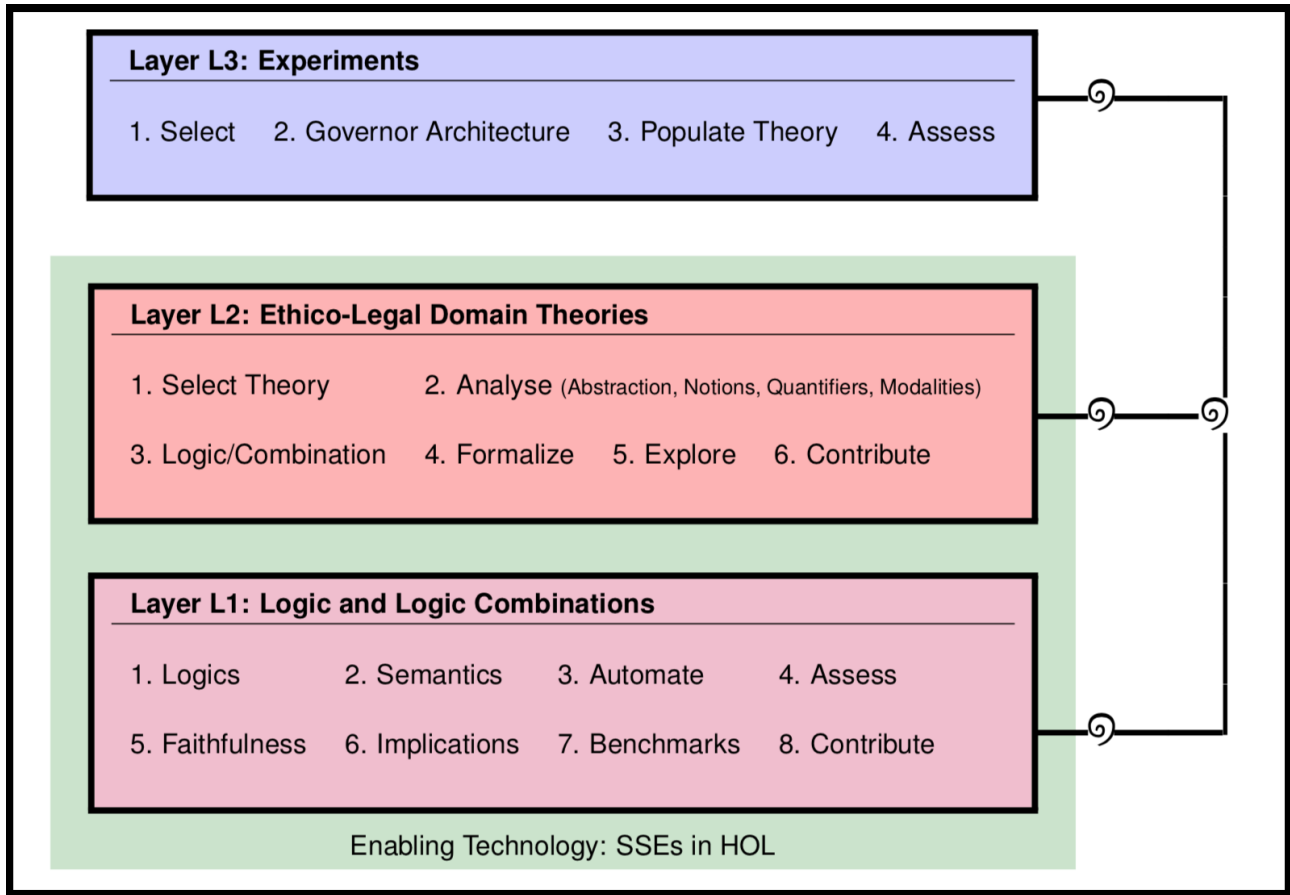 Layer L3: Experiments
1. Select 2. Governor Architecture 3. Populate Theory 4. Assess
Layer L2: Ethico-Legal Domain Theories
1. Select Theory 2. Analyse (Abstraction, Notions, Quantifiers, Modalities)
3. Logic/Combination 4. Formalize 5. Explore 6. Contribute
Layer L1: Logic and Logic Combinations
1. Logics 2. Semantics 3. Automate 4. Assess
5. Faithfulness 6. Implications 7. Benchmarks 8. Contribute
Enabling Technology: SSEs in HOL